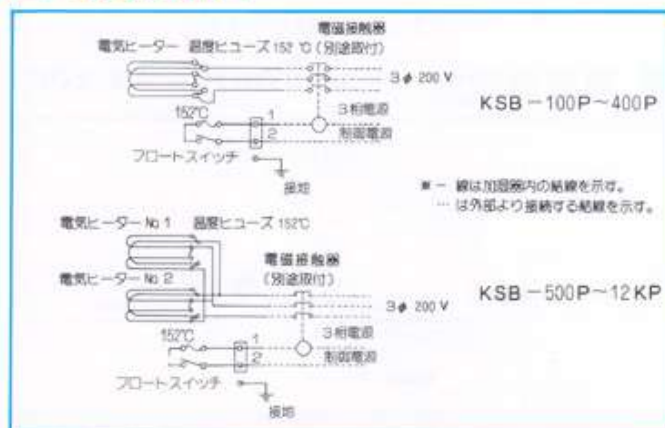 電磁接触器
電気ヒーター 温度ヒューズ 152 ℃ (別途取付)
3φ 200 V
KSB－100P～400P
152℃
1
2
3相電源
制御電源
フロートスイッチ
接地
※ － 線は加湿器内の結線を示す。
… は外部より接続する結線を示す。
電気ヒーター No 1 温度ヒューズ 152℃
電気ヒーター No 2
電磁接触器
(別途取付)
3φ 200 V
KSB－500P～12 KP
152℃
1
2
3相電源
制御電源
フロートスイッチ
接地